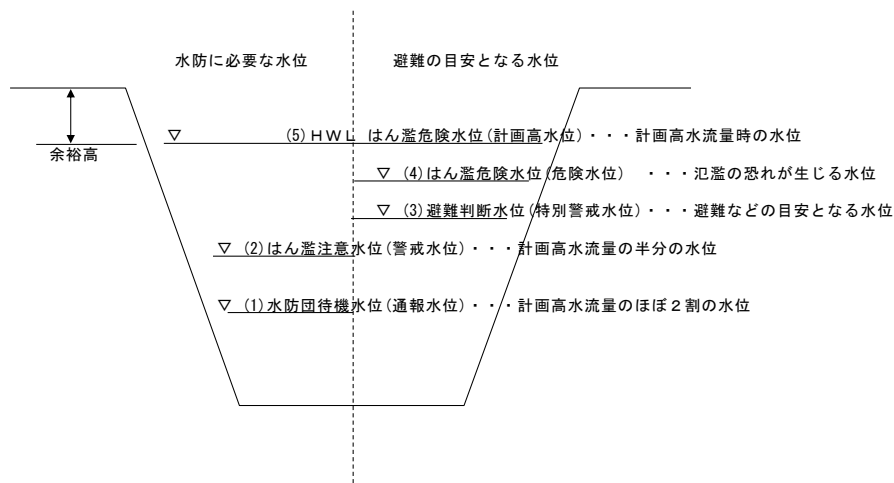 水防に必要な水位
避難の目安となる水位
▽ (5)HWL はん濫危険水位(計画高水位)・・・計画高水流量時の水位
余裕高
▽ (4)はん濫危険水位(危険水位) ・・・氾濫の恐れが生じる水位
▽ (3)避難判断水位(特別警戒水位)・・・避難などの目安となる水位
▽ (2)はん濫注意水位(警戒水位)・・・計画高水流量の半分の水位
▽ (1)水防団待機水位(通報水位)・・・計画高水流量のほぼ2割の水位